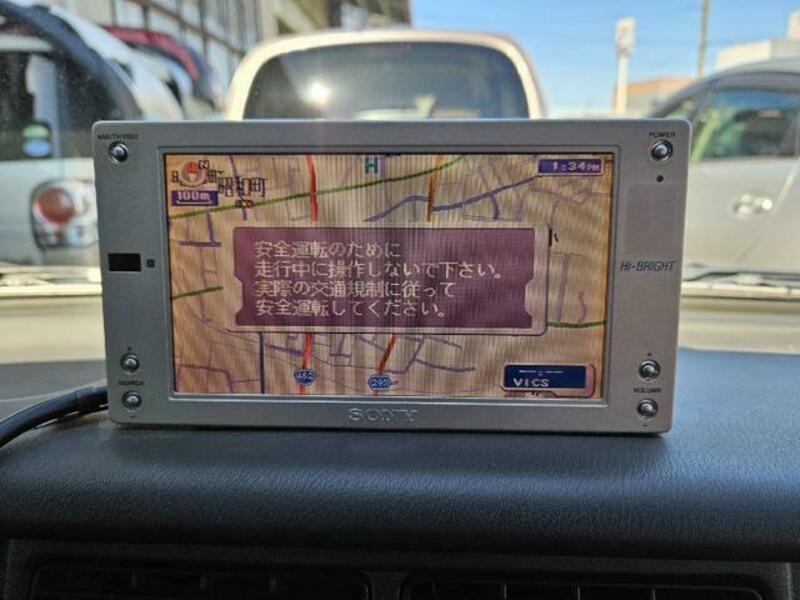 NAVI/TV/VIDEO
POWER
N
昭和町
H
1:34PM
100m
安全運転のために
走行中に操作しないで下さい。
実際の交通規制に従って
安全運転してください。
Hi-BRIGHT
462
290
VICS
SEARCH
VOLUME
SONY